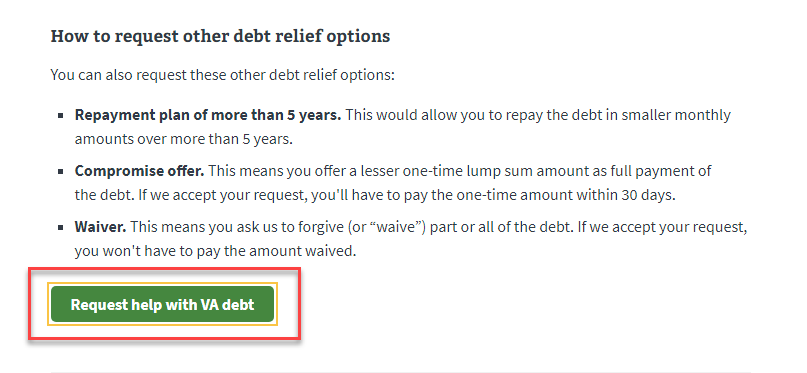 How to request other debt relief options
You can also request these other debt relief options:
Repayment plan of more than 5 years. This would allow you to repay the debt in smaller monthly
amounts over more than 5 years.
Compromise offer. This means you offer a lesser one-time lump sum amount as full payment of
the debt. If we accept your request, you'll have to pay the one-time amount within 30 days.
Waiver. This means you ask us to forgive (or “waive”) part or all of the debt. If we accept your request,
you won't have to pay the amount waived.
Request help with VA debt